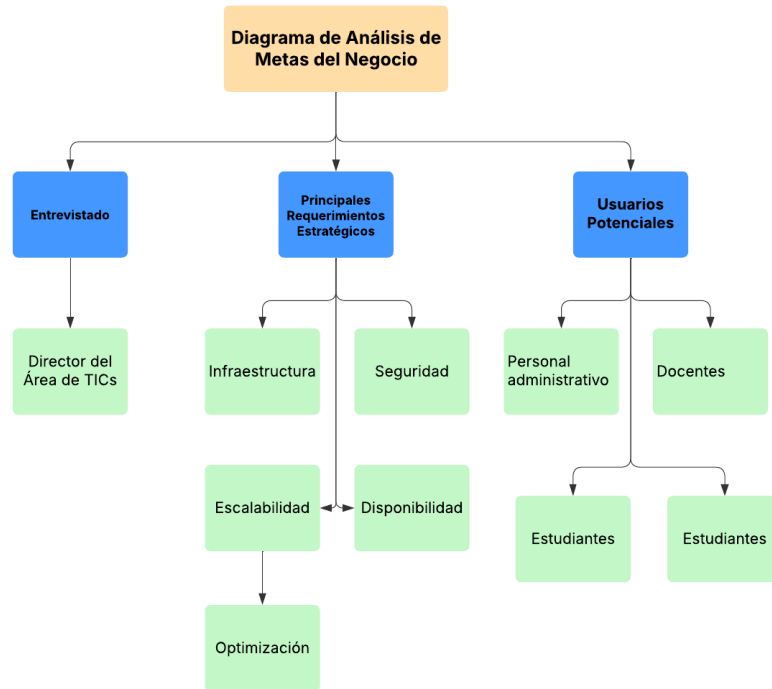 Diagrama de Análisis de
Metas del Negocio
Entrevistado
Principales
Requerimientos
Estratégicos
Usuarios
Potenciales
Director del
Área de TICs
Infraestructura
Seguridad
Personal
administrativo
Docentes
Escalabilidad
Disponibilidad
Estudiantes
Estudiantes
Optimización